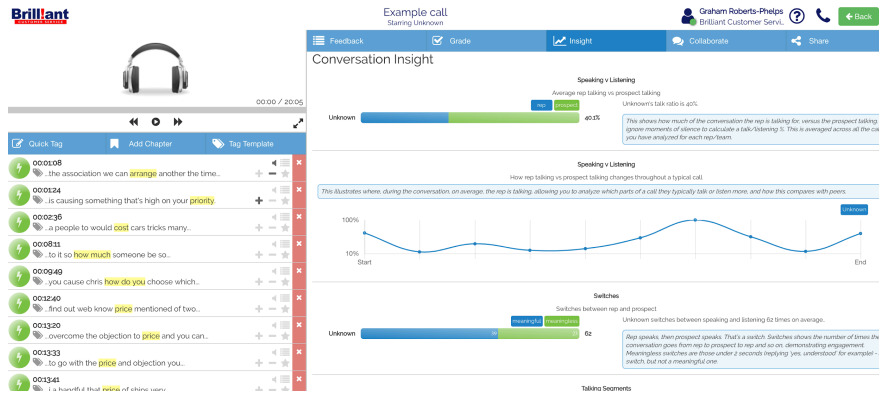 Brilliant
CUSTOMER SERVICE
Example call
Starring Unknown
Graham Roberts-Phelps
Brilliant Customer Servi...
Back
Feedback
Grade
Insight
Collaborate
Share
00:00 / 20:05
Quick Tag
Add Chapter
Tag Template
00:01:08
...the association we can arrange another the time...
00:01:24
...is causing something that's high on your priority.
00:02:36
...a people to would cost cars tricks many...
00:08:11
...to it so how much someone be so...
00:09:49
...you cause chris how do you choose which...
00:12:40
...find out web know price mentioned of two...
00:13:20
...overcome the objection to price and you can...
00:13:33
...to go with the price and objection you...
00:13:41
...i a handful that price of ships very...
Conversation Insight
Speaking v Listening
Average rep talking vs prospect talking
rep
prospect
Unknown
40.1%
Unknown's talk ratio is 40%
This shows how much of the conversation the rep is talking for, versus the prospect talking.
ignore moments of silence to calculate a talk/listening %. This is averaged across all the cal
you have analyzed for each rep/team.
Speaking v Listening
How rep talking vs prospect talking changes throughout a typical call
This illustrates where, during the conversation, on average, the rep is talking, allowing you to analyze which parts of a call they typically talk or listen more, and how this compares with peers.
Unknown
100%
10%
Start
End
Switches
Switches between rep and prospect
meaningful
meaningless
Unknown
62
Unknown switches between speaking and listening 62 times on average.
Rep speaks, then prospect speaks. That's a switch. Switches shows the number of times the
conversation goes from rep to prospect to rep and so on, demonstrating engagement.
Meaningless switches are those under 2 seconds (replying 'yes, understood' for example) -
switch, but not a meaningful one.
Talking Segments